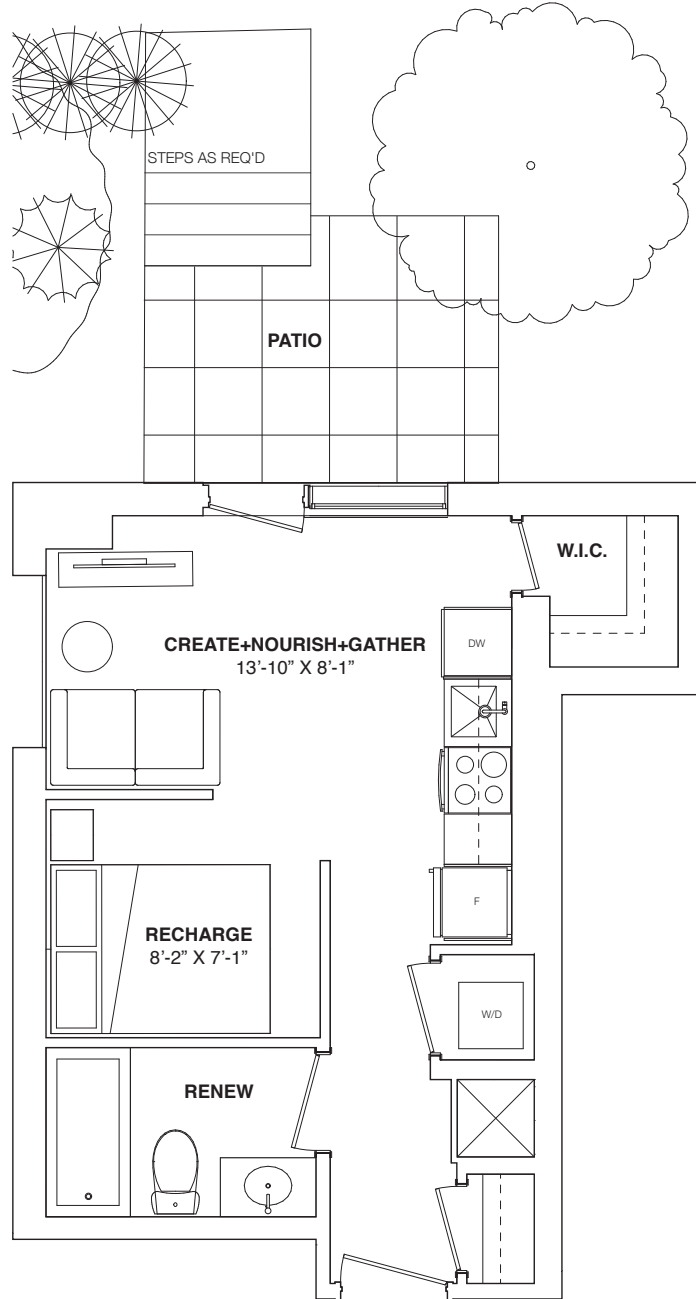 STEPS AS REQ'D
PATIO
W.I.C.
CREATE+NOURISH+GATHER
13'-10” X 8'-1”
DW
F
RECHARGE
8'-2” X 7'-1”
W/D
RENEW